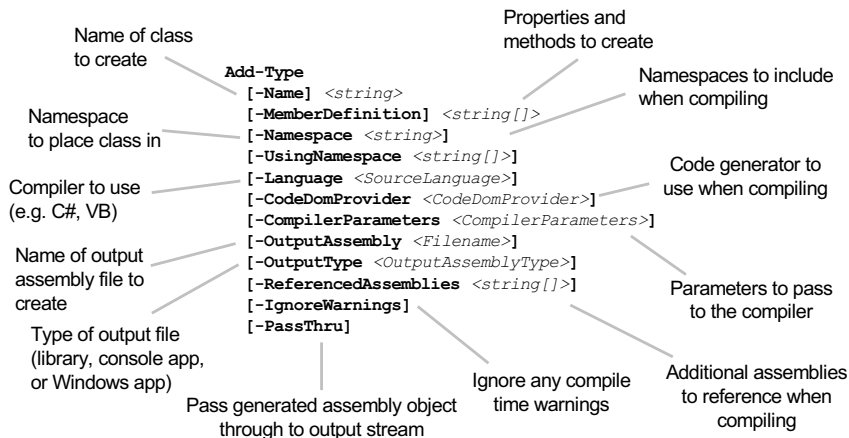 Name of class
to create
Properties and
methods to create
Add-Type
[-Name] <string>
[-MemberDefinition] <string[]>
[-Namespace <string>]
[-UsingNamespace <string[]>]
[-Language <SourceLanguage>]
[-CodeDomProvider <CodeDomProvider>]
[-CompilerParameters <CompilerParameters>]
[-OutputAssembly <Filename>]
[-OutputType <OutputAssemblyType>]
[-ReferencedAssemblies <string[]>]
[-IgnoreWarnings]
[-PassThru]
Namespace
to place class in
Namespaces to include
when compiling
Compiler to use
(e.g. C#, VB)
Code generator to
use when compiling
Name of output
assembly file to
create
Parameters to pass
to the compiler
Type of output file
(library, console app,
or Windows app)
Pass generated assembly object
through to output stream
Ignore any compile
time warnings
Additional assemblies
to reference when
compiling